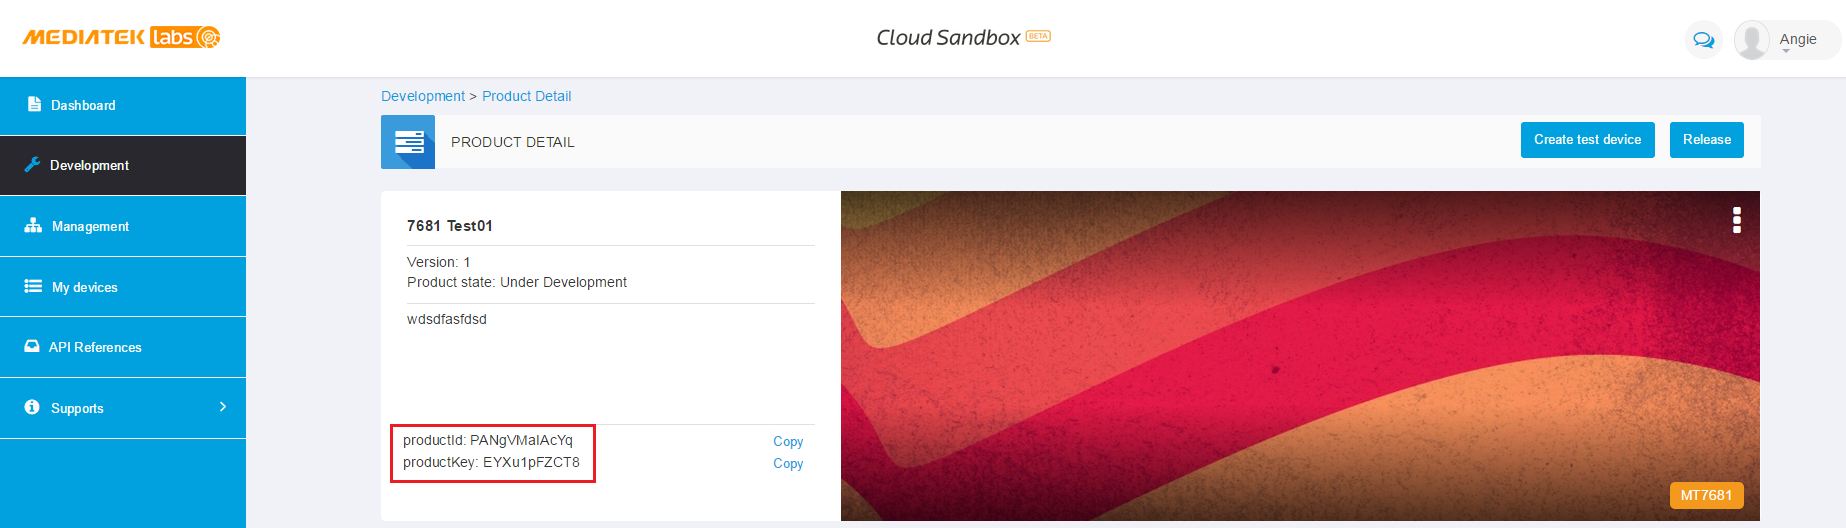 MEDIATEK labs
Cloud Sandbox BETA
Angie
Dashboard
Development
Management
My devices
API References
Supports
Development > Product Detail
PRODUCT DETAIL
Create test device
Release
7681 Test01
Version: 1
Product state: Under Development
wdsdfasfdsd
productId: PANgVMaIAcYq Copy
productKey: EYXu1pFZCT8 Copy
MT7681